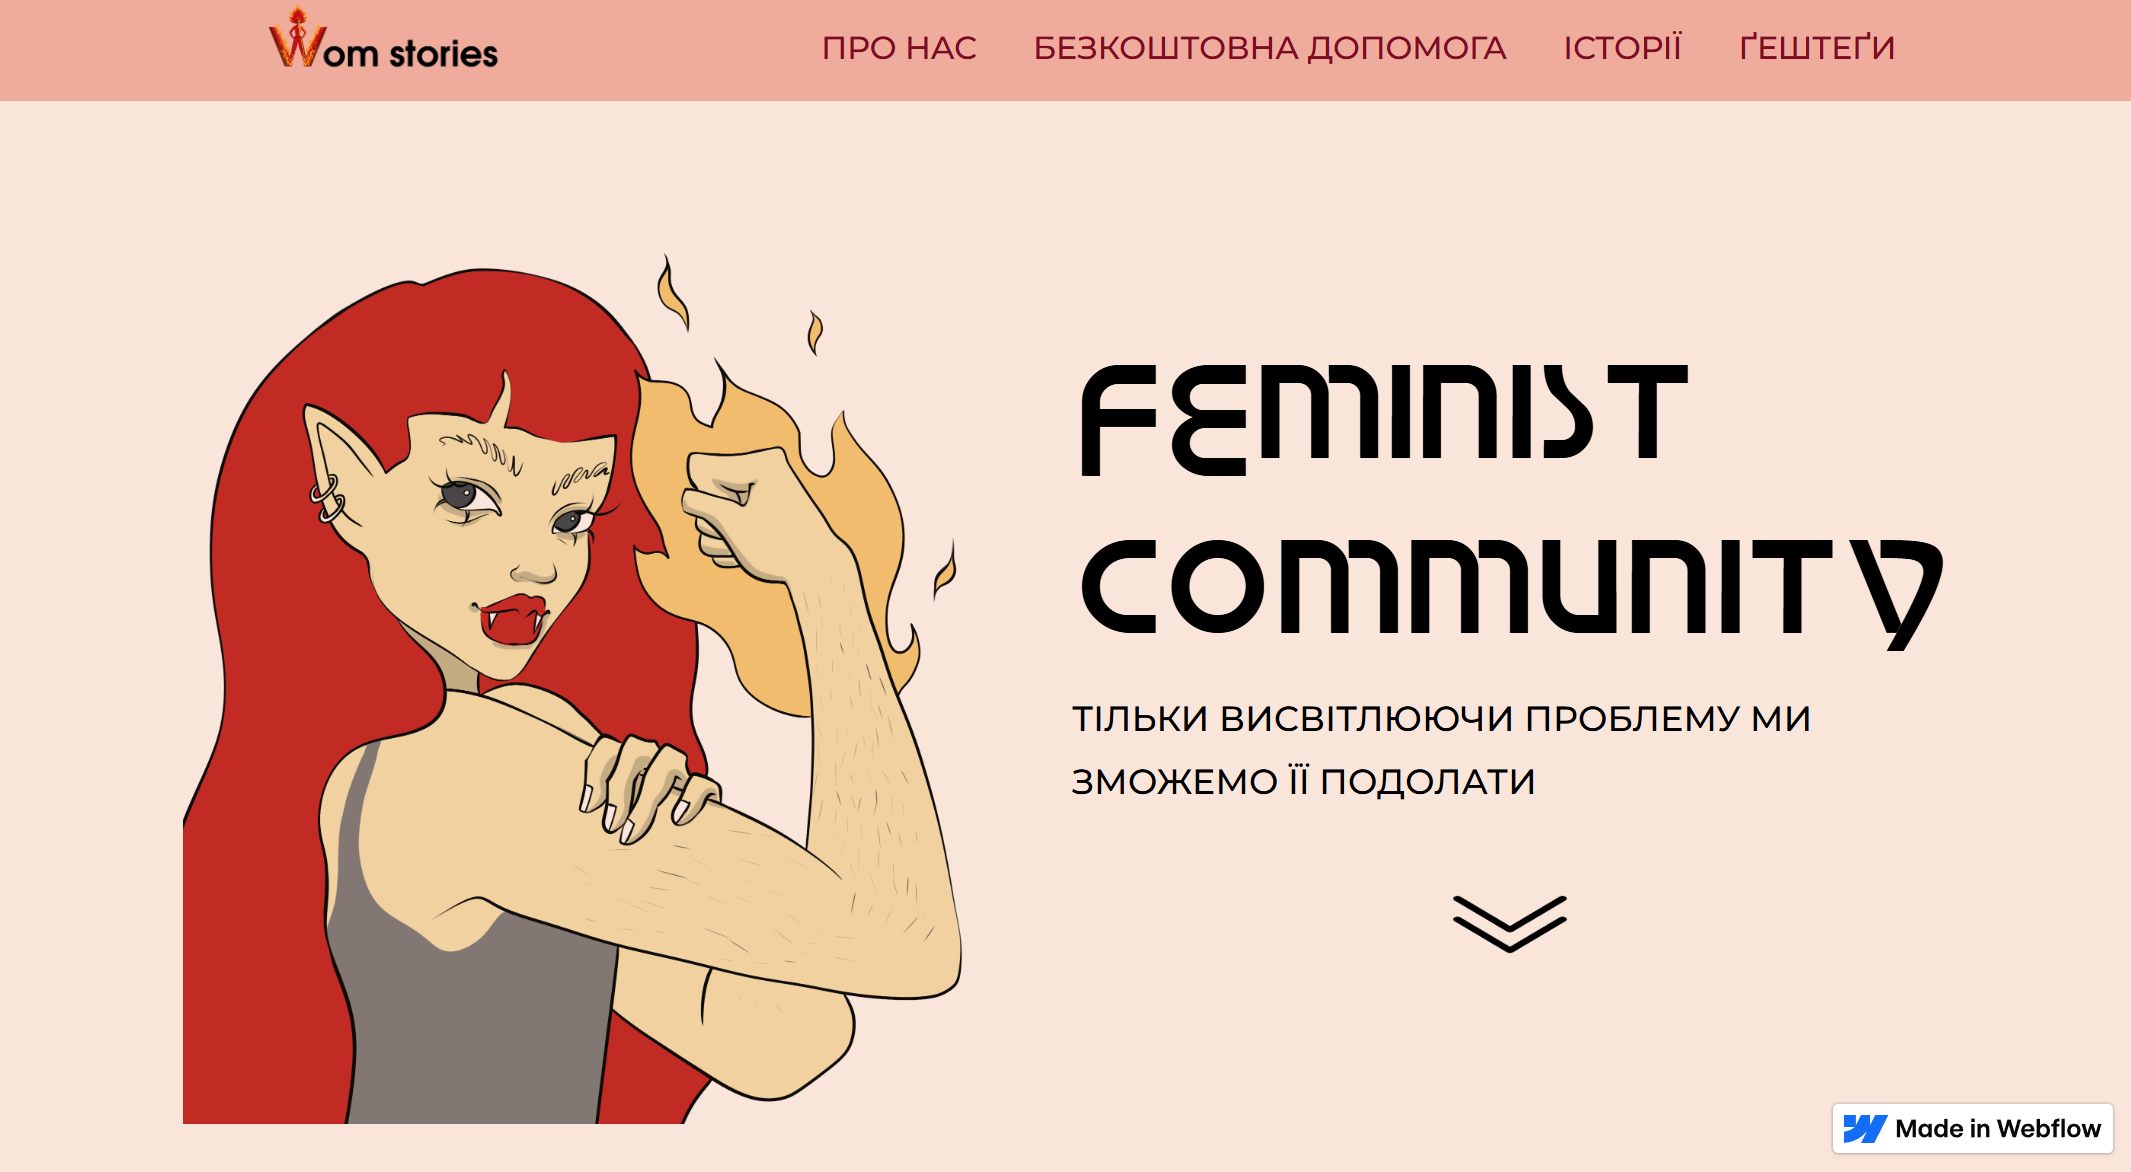 Wom stories
ПРО НАС
БЕЗКОШТОВНА ДОПОМОГА
ІСТОРІЇ
ҐЕШТЕҐИ
FEMINIST
COMMUNITY
ТІЛЬКИ ВИСВІТЛЮЮЧИ ПРОБЛЕМУ МИ
ЗМОЖЕМО ЇЇ ПОДОЛАТИ
Made in Webflow